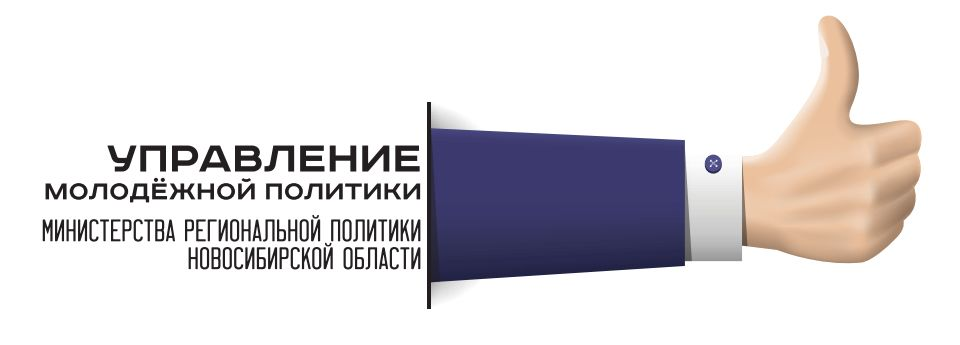 УПРАВЛЕНИЕ
МОЛОДЁЖНОЙ ПОЛИТИКИ
МИНИСТЕРСТВА РЕГИОНАЛЬНОЙ ПОЛИТИКИ
НОВОСИБИРСКОЙ ОБЛАСТИ